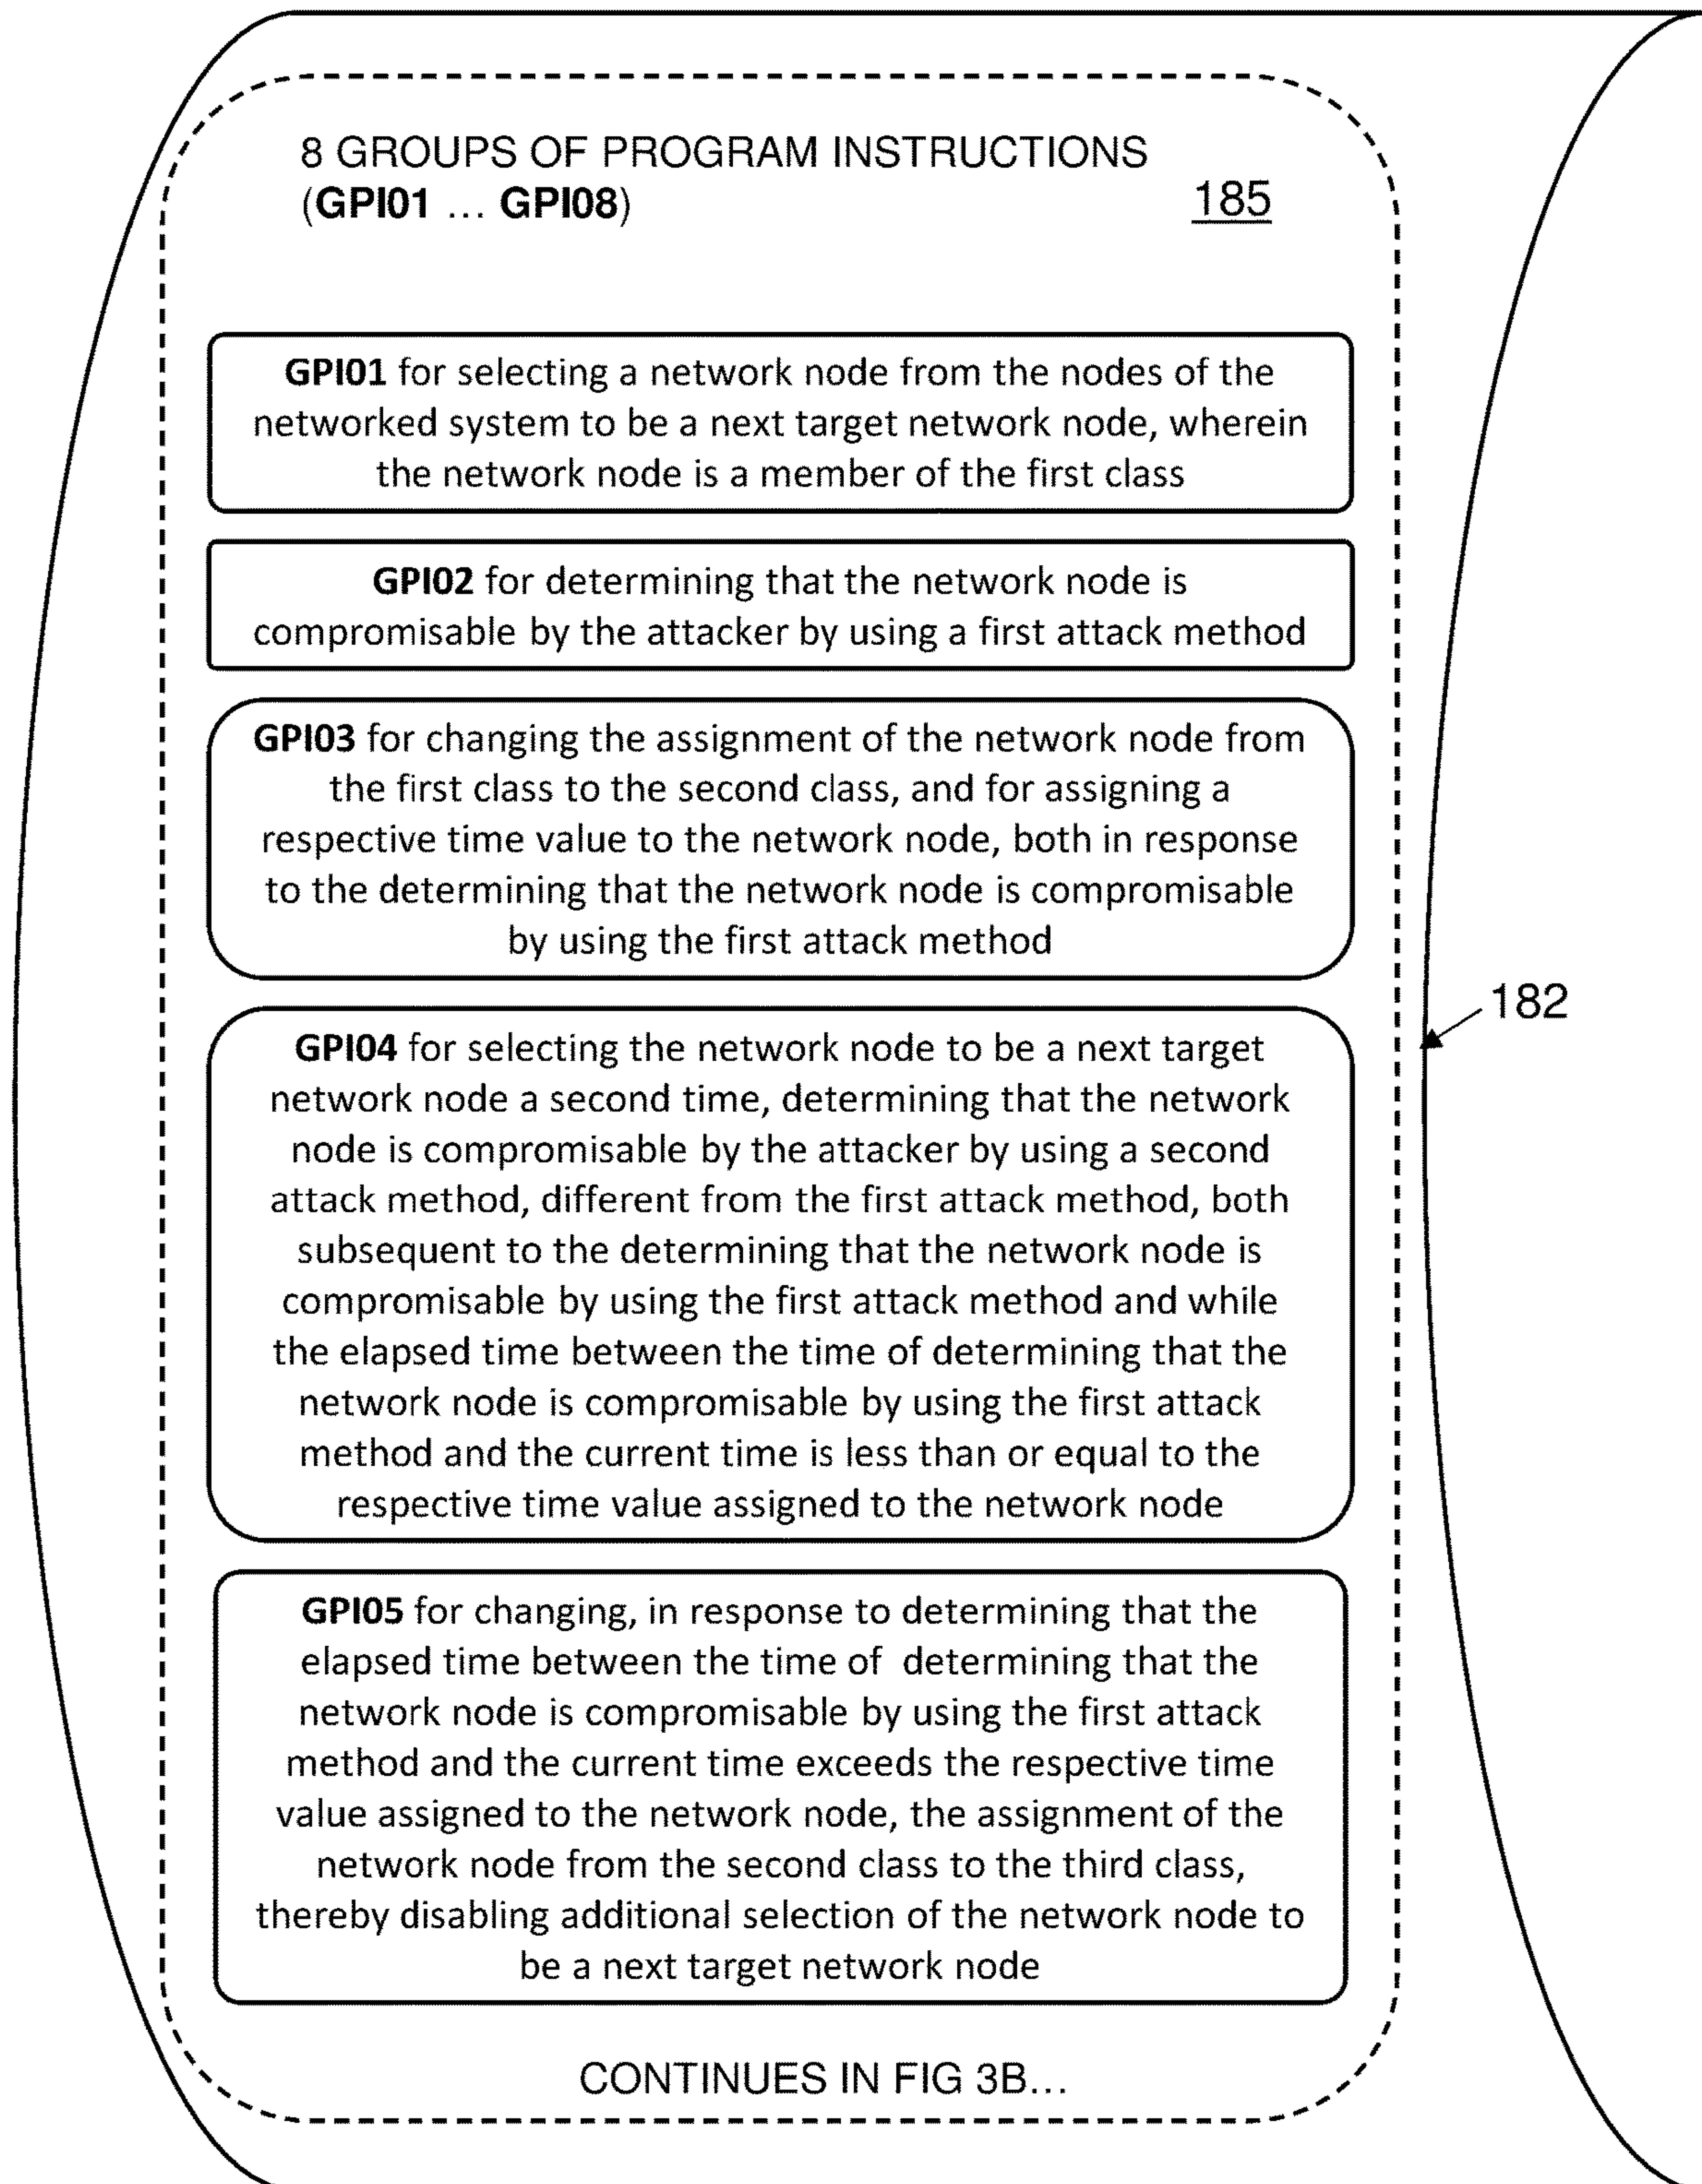 8 GROUPS OF PROGRAM INSTRUCTIONS
(GPI01 ... GPI08)
185
GPI01 for selecting a network node from the nodes of the
networked system to be a next target network node, wherein
the network node is a member of the first class
GPI02 for determining that the network node is
compromisable by the attacker by using a first attack method
GPI03 for changing the assignment of the network node from
the first class to the second class, and for assigning a
respective time value to the network node, both in response
to the determining that the network node is compromisable
by using the first attack method
182
GPI04 for selecting the network node to be a next target
network node a second time, determining that the network
node is compromisable by the attacker by using a second
attack method, different from the first attack method, both
subsequent to the determining that the network node is
compromisable by using the first attack method and while
the elapsed time between the time of determining that the
network node is compromisable by using the first attack
method and the current time is less than or equal to the
respective time value assigned to the network node
GPI05 for changing, in response to determining that the
elapsed time between the time of  determining that the
network node is compromisable by using the first attack
method and the current time exceeds the respective time
value assigned to the network node, the assignment of the
network node from the second class to the third class,
thereby disabling additional selection of the network node to
be a next target network node
CONTINUES IN FIG 3B...